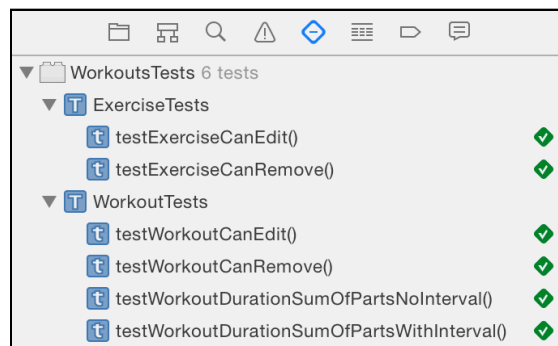 WorkoutsTests 6 tests
T ExerciseTests
t testExerciseCanEdit()
t testExerciseCanRemove()
T WorkoutTests
t testWorkoutCanEdit()
t testWorkoutCanRemove()
t testWorkoutDurationSumOfPartsNoInterval()
t testWorkoutDurationSumOfPartsWithInterval()